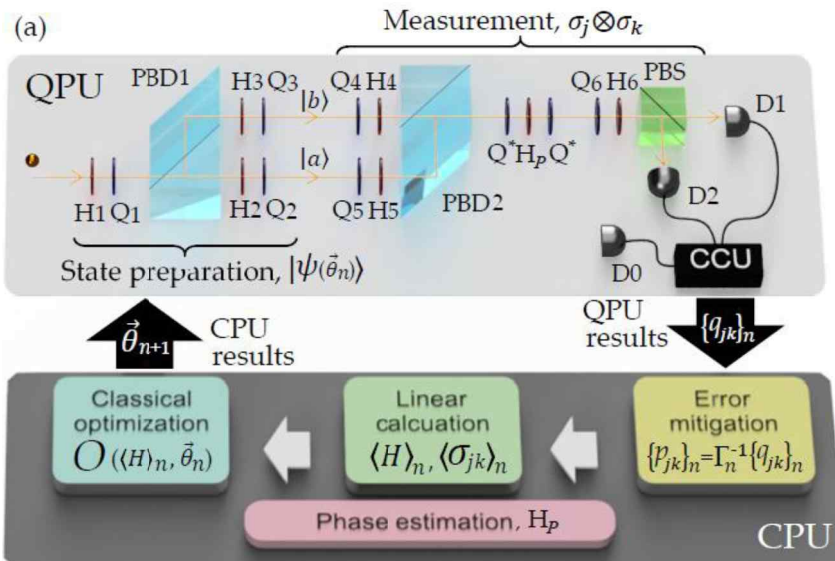 (a)
Measurement, σj⊗σk
QPU
PBD1
H3 Q3
|b⟩
Q4 H4
Q6 H6 PBS
D1
|a⟩
Q* HP Q*
H1 Q1
H2 Q2
Q5 H5
PBD2
D2
State preparation, |ψ(θ⃗n)⟩
D0
CCU
θ⃗n+1
CPU
results
QPU
results
{qjk}n
Classical
optimization
O (⟨H⟩n, θ⃗n)
Linear
calcuation
⟨H⟩n, ⟨σjk⟩n
Error
mitigation
{pjk}n=Γn-1{qjk}n
Phase estimation, HP
CPU